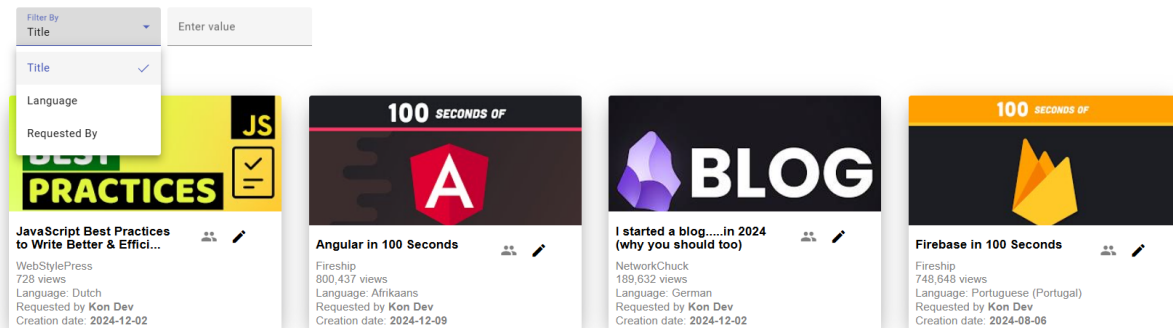 Filter By
Title
Enter value
Title
Language
Requested By
JS
BEST
PRACTICES
JavaScript Best Practices
to Write Better & Effici...
WebStylePress
728 views
Language: Dutch
Requested by Kon Dev
Creation date: 2024-12-02
100 SECONDS OF
A
Angular in 100 Seconds
Fireship
800,437 views
Language: Afrikaans
Requested by Kon Dev
Creation date: 2024-12-09
BLOG
I started a blog.....in 2024
(why you should too)
NetworkChuck
189,632 views
Language: German
Requested by Kon Dev
Creation date: 2024-12-02
100 SECONDS OF
Firebase in 100 Seconds
Fireship
748,648 views
Language: Portuguese (Portugal)
Requested by Kon Dev
Creation date: 2024-08-06